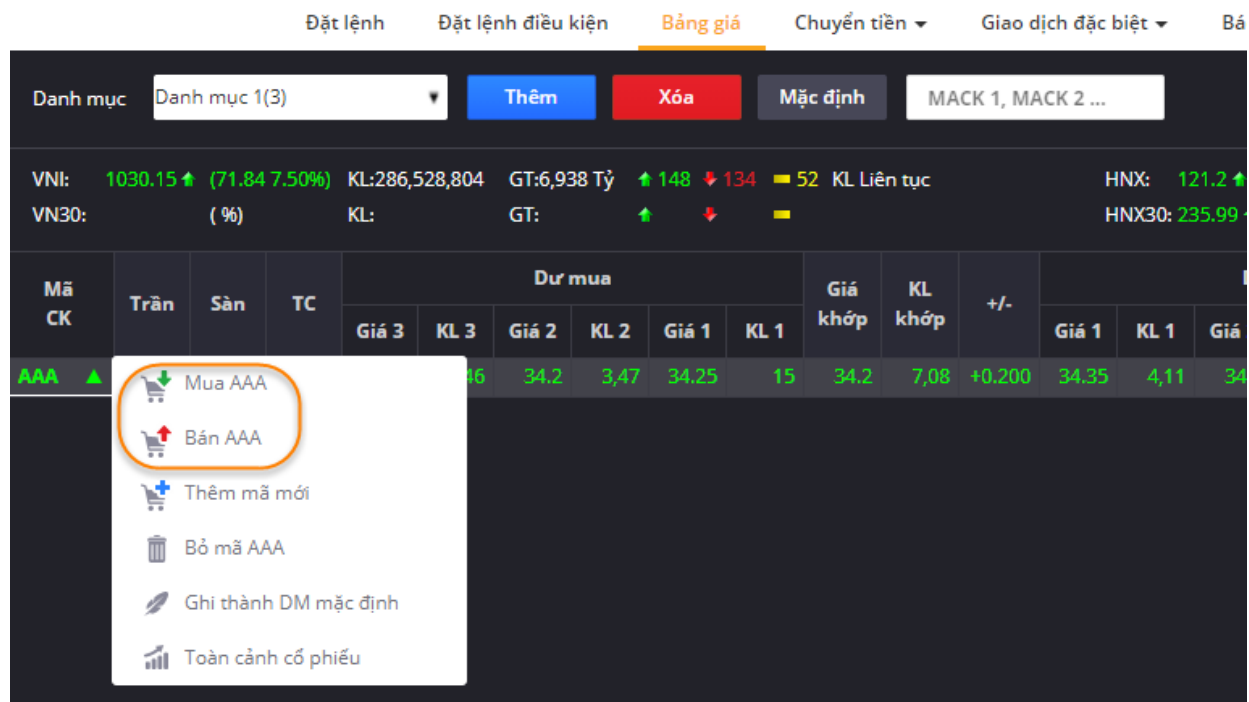 Đặt lệnh Đặt lệnh điều kiện Bảng giá Chuyển tiền Giao dịch đặc biệt Bá
Danh mục Danh mục 1(3) Thêm Xóa Mặc định MACK 1, MACK 2 ...
VNI: 1030.15 (71.84 7.50%) KL:286,528,804 GT:6,938 Tỷ 148 134 52 KL Liên tục HNX: 121.2
VN30: ( %) KL: GT: HNX30: 235.99
Mã CK Trần Sàn TC Dư mua Giá khớp KL khớp +/-
Giá 3 KL 3 Giá 2 KL 2 Giá 1 KL 1 Giá 1 KL 1 Giá
AAA 46 34.2 3,47 34.25 15 34.2 7,08 +0.200 34.35 4,11 34
Mua AAA
Bán AAA
Thêm mã mới
Bỏ mã AAA
Ghi thành DM mặc định
Toàn cảnh cổ phiếu